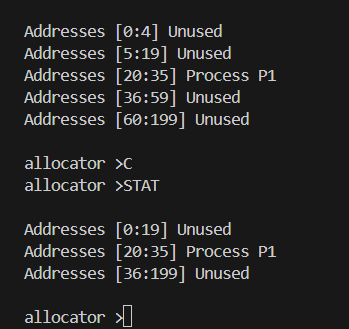 Addresses [0:4] Unused
Addresses [5:19] Unused
Addresses [20:35] Process P1
Addresses [36:59] Unused
Addresses [60:199] Unused
allocator >C
allocator >STAT
Addresses [0:19] Unused
Addresses [20:35] Process P1
Addresses [36:199] Unused
allocator >